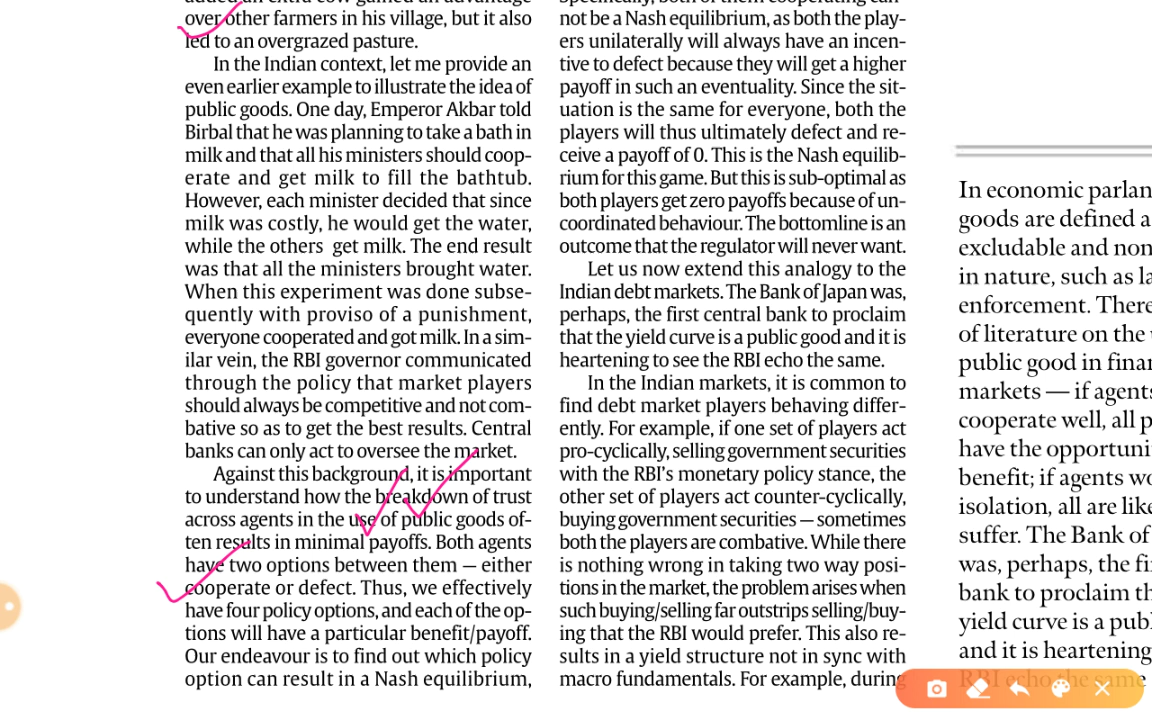 over other farmers in his village, but it also
led to an overgrazed pasture.
In the Indian context, let me provide an
even earlier example to illustrate the idea of
public goods. One day, Emperor Akbar told
Birbal that he was planning to take a bath in
milk and that all his ministers should coop-
erate and get milk to fill the bathtub.
However, each minister decided that since
milk was costly, he would get the water,
while the others get milk. The end result
was that all the ministers brought water.
When this experiment was done subse-
quently with proviso of a punishment,
everyone cooperated and got milk. In a sim-
ilar vein, the RBI governor communicated
through the policy that market players
should always be competitive and not com-
bative so as to get the best results. Central
banks can only act to oversee the market.
Against this background, it is important
to understand how the breakdown of trust
across agents in the use of public goods of-
ten results in minimal payoffs. Both agents
have two options between them — either
cooperate or defect. Thus, we effectively
have four policy options, and each of the op-
tions will have a particular benefit/payoff.
Our endeavour is to find out which policy
option can result in a Nash equilibrium,
not be a Nash equilibrium, as both the play-
ers unilaterally will always have an incen-
tive to defect because they will get a higher
payoff in such an eventuality. Since the sit-
uation is the same for everyone, both the
players will thus ultimately defect and re-
ceive a payoff of 0. This is the Nash equilib-
rium for this game. But this is sub-optimal as
both players get zero payoffs because of un-
coordinated behaviour. The bottomline is an
outcome that the regulator will never want.
Let us now extend this analogy to the
Indian debt markets. The Bank of Japan was,
perhaps, the first central bank to proclaim
that the yield curve is a public good and it is
heartening to see the RBI echo the same.
In the Indian markets, it is common to
find debt market players behaving differ-
ently. For example, if one set of players act
pro-cyclically, selling government securities
with the RBI's monetary policy stance, the
other set of players act counter-cyclically,
buying government securities — sometimes
both the players are combative. While there
is nothing wrong in taking two way posi-
tions in the market, the problem arises when
such buying/selling far outstrips selling/buy-
ing that the RBI would prefer. This also re-
sults in a yield structure not in sync with
macro fundamentals. For example, during
In economic parlan
goods are defined a
excludable and non
in nature, such as la
enforcement. There
of literature on the
public good in finan
markets — if agents
cooperate well, all p
have the opportuni
benefit; if agents wo
isolation, all are like
suffer. The Bank of
was, perhaps, the fi
bank to proclaim th
yield curve is a publ
and it is heartening
RBI echo the same